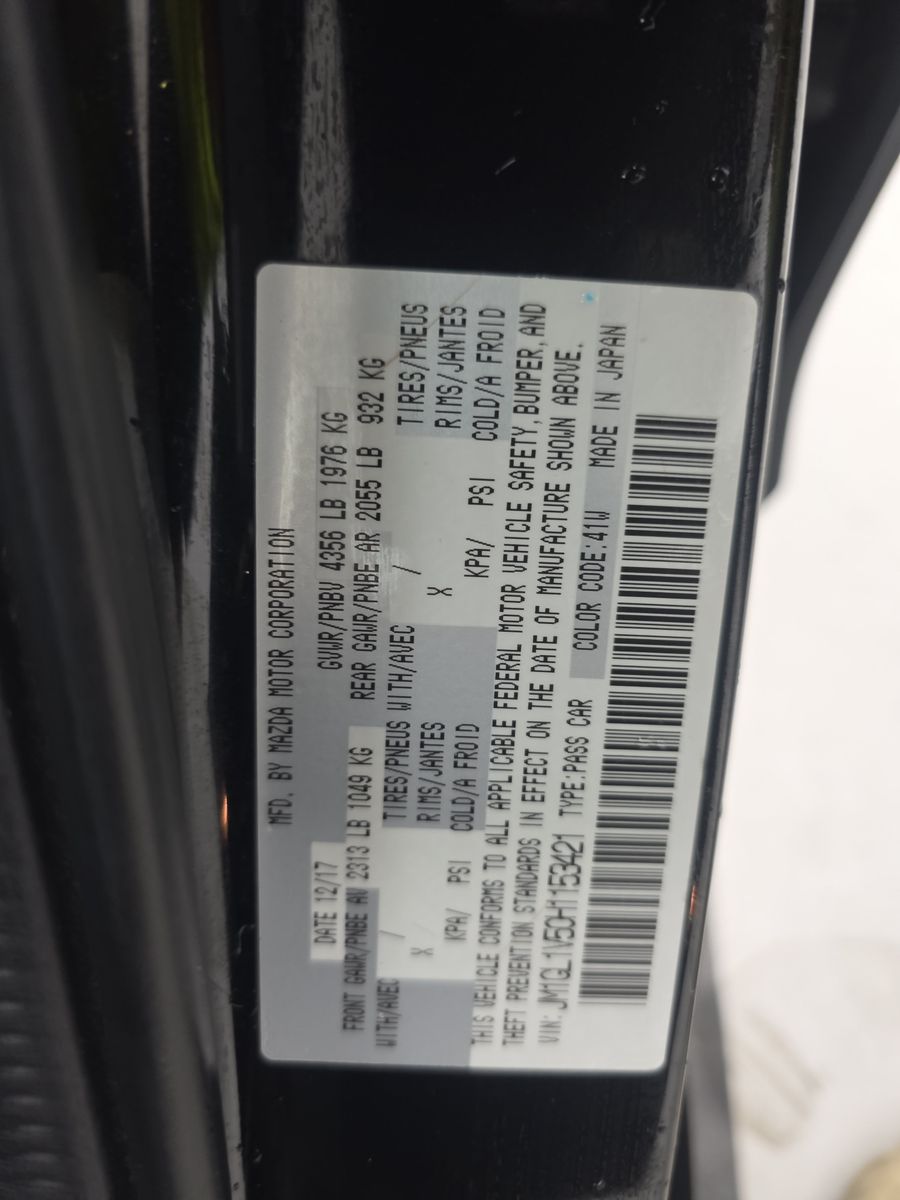 MFD. BY MAZDA MOTOR CORPORATION
DATE 12/17 GVWR/PNBV 4356 LB 1976 KG
FRONT GAWR/PNBE AV 2313 LB 1049 KG REAR GAWR/PNBE AR 2055 LB 932 KG
WITH/AVEC / TIRES/PNEUS WITH/AVEC / TIRES/PNEUS
X RIMS/JANTES X RIMS/JANTES
KPA/ PSI COLD/A FROID KPA/ PSI COLD/A FROID
THIS VEHICLE CONFORMS TO ALL APPLICABLE FEDERAL MOTOR VEHICLE SAFETY, BUMPER, AND
THEFT PREVENTION STANDARDS IN EFFECT ON THE DATE OF MANUFACTURE SHOWN ABOVE.
VIN: JM1GL1V50H1153421 TYPE:PASS CAR COLOR CODE:41W MADE IN JAPAN